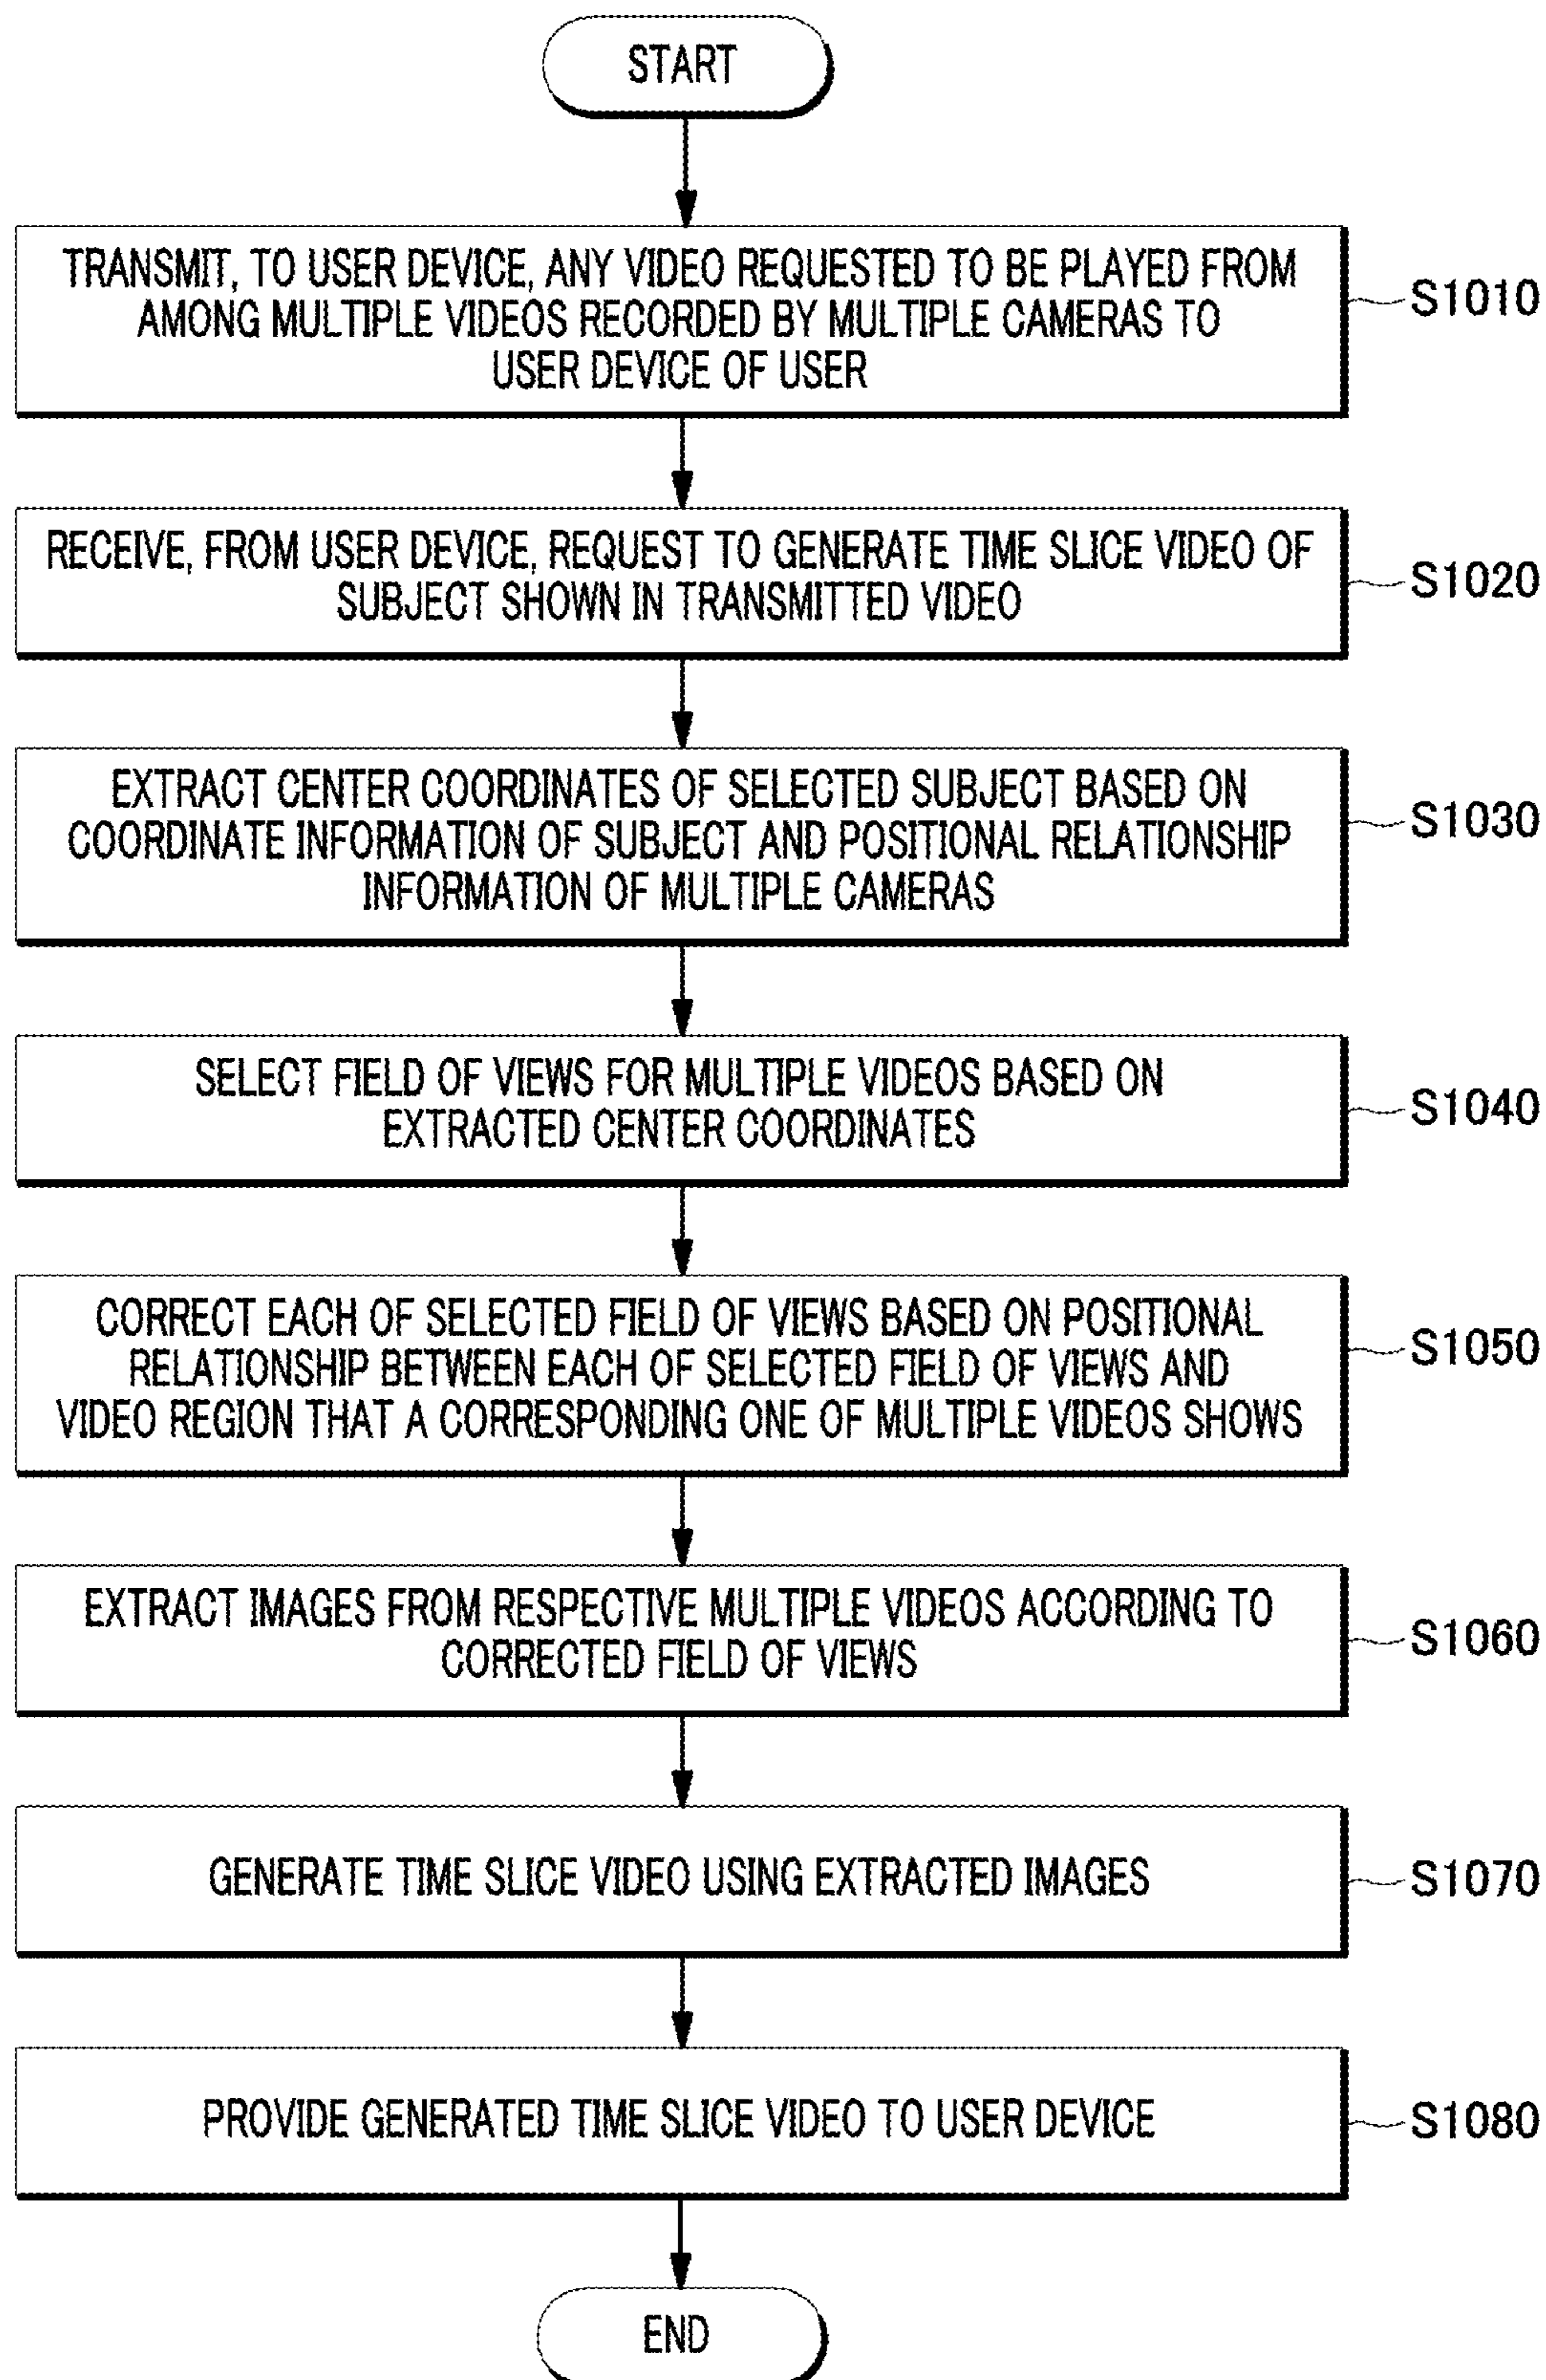 START
TRANSMIT, TO USER DEVICE, ANY VIDEO REQUESTED TO BE PLAYED FROM
AMONG MULTIPLE VIDEOS RECORDED BY MULTIPLE CAMERAS TO
USER DEVICE OF USER
S1010
RECEIVE, FROM USER DEVICE, REQUEST TO GENERATE TIME SLICE VIDEO OF
SUBJECT SHOWN IN TRANSMITTED VIDEO
S1020
EXTRACT CENTER COORDINATES OF SELECTED SUBJECT BASED ON
COORDINATE INFORMATION OF SUBJECT AND POSITIONAL RELATIONSHIP
INFORMATION OF MULTIPLE CAMERAS
S1030
SELECT FIELD OF VIEWS FOR MULTIPLE VIDEOS BASED ON
EXTRACTED CENTER COORDINATES
S1040
CORRECT EACH OF SELECTED FIELD OF VIEWS BASED ON POSITIONAL
RELATIONSHIP BETWEEN EACH OF SELECTED FIELD OF VIEWS AND
VIDEO REGION THAT A CORRESPONDING ONE OF MULTIPLE VIDEOS SHOWS
S1050
EXTRACT IMAGES FROM RESPECTIVE MULTIPLE VIDEOS ACCORDING TO
CORRECTED FIELD OF VIEWS
S1060
GENERATE TIME SLICE VIDEO USING EXTRACTED IMAGES
S1070
PROVIDE GENERATED TIME SLICE VIDEO TO USER DEVICE
S1080
END